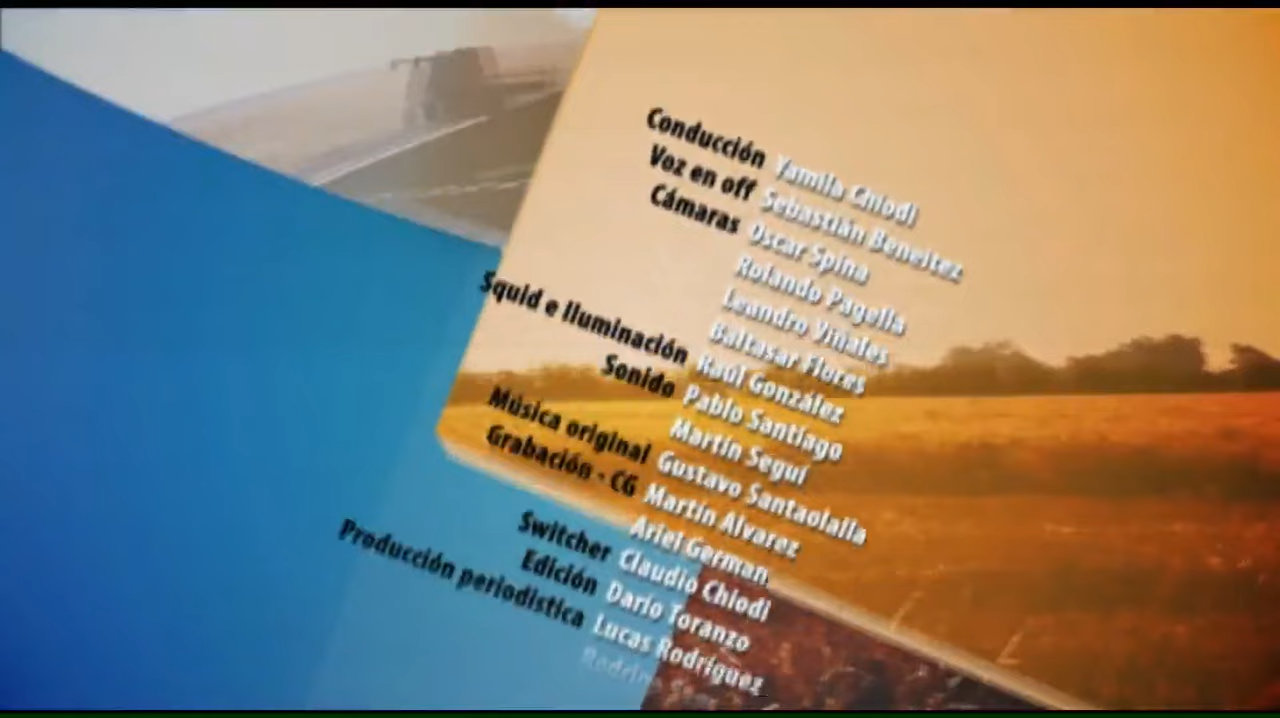 Conducción Yamila Chiodi
Voz en off Sebastián Beneitez
Cámaras Oscar Spina
Rolando Pagella
Leandro Viñales
Baltasar Flores
Squid e Iluminación Raúl González
Sonido Pablo Santiago
Martín Seguí
Música original Gustavo Santaolalla
Grabación - CG Martín Alvarez
Ariel German
Switcher Claudio Chiodi
Edición Darío Toranzo
Producción periodística Lucas Rodríguez